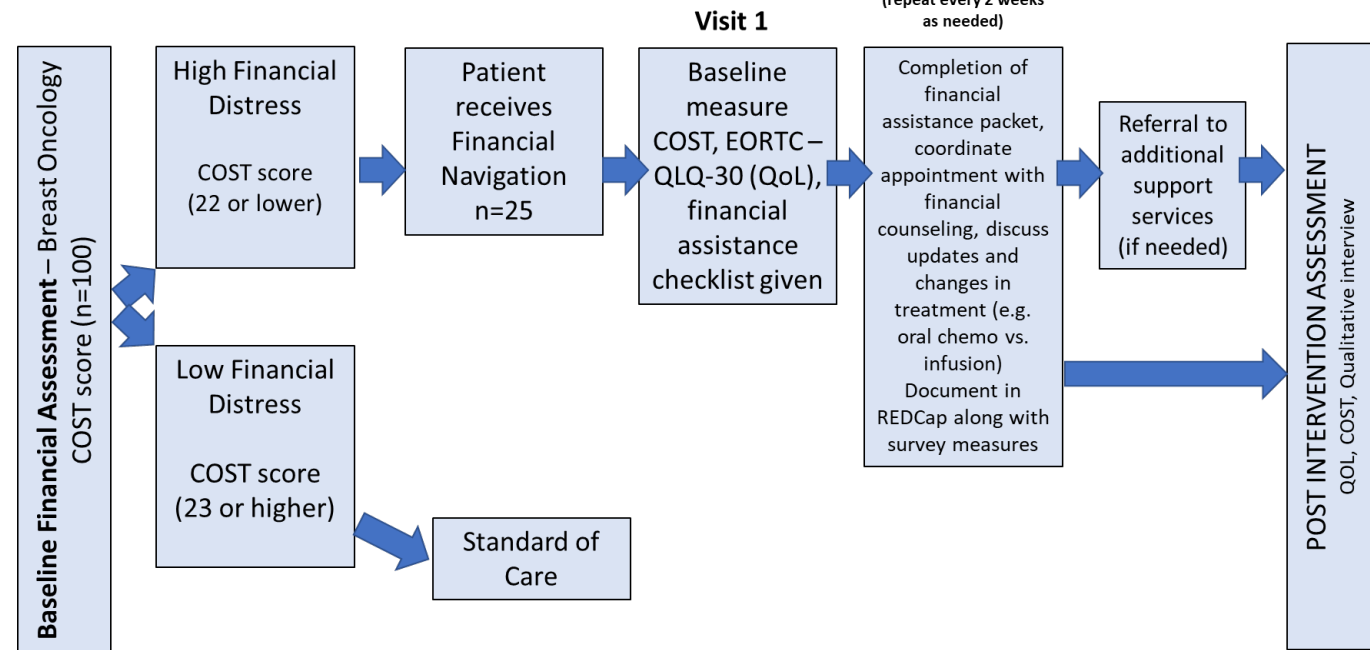 Baseline Financial Assessment – Breast Oncology
COST score (n=100)
High Financial
Distress
COST score
(22 or lower)
Low Financial
Distress
COST score
(23 or higher)
Patient
receives
Financial
Navigation
n=25
Standard of
Care
Visit 1
Baseline
measure
COST, EORTC –
QLQ-30 (QoL),
financial
assistance
checklist given
(repeat every 2 weeks
as needed)
Completion of
financial
assistance packet,
coordinate
appointment with
financial
counseling, discuss
updates and
changes in
treatment (e.g.
oral chemo vs.
infusion)
Document in
REDCap along with
survey measures
Referral to
additional
support
services
(if needed)
POST INTERVENTION ASSESSMENT
QOL, COST, Qualitative interview